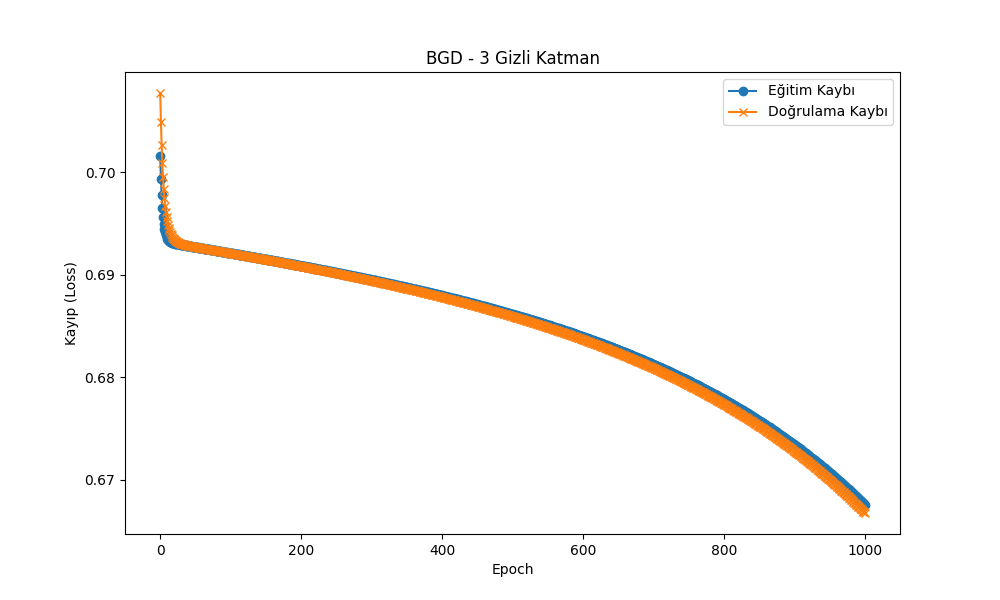 BGD - 3 Gizli Katman
Eğitim Kaybı
Doğrulama Kaybı
Kayıp (Loss)
0.70
0.69
0.68
0.67
0
200
400
600
800
1000
Epoch